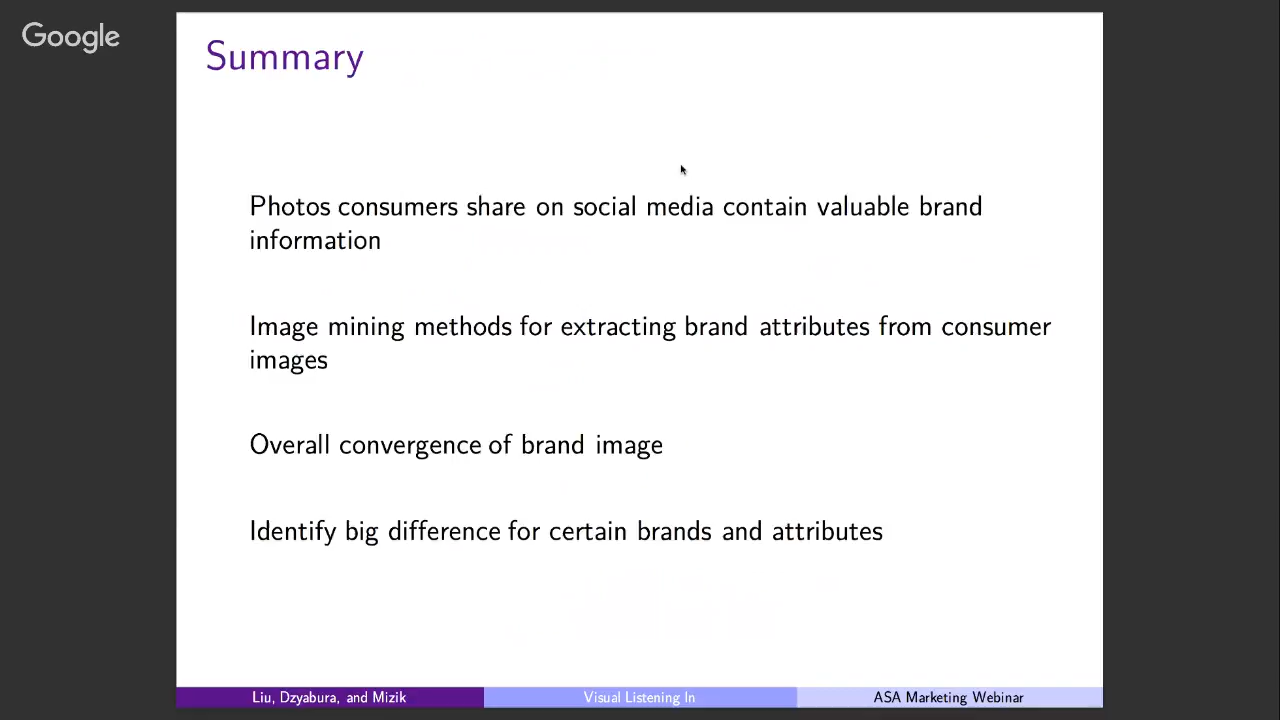 Google
Summary
Photos consumers share on social media contain valuable brand
information
Image mining methods for extracting brand attributes from consumer
images
Overall convergence of brand image
Identify big difference for certain brands and attributes
Liu, Dzyabura, and Mizik
Visual Listening In
ASA Marketing Webinar